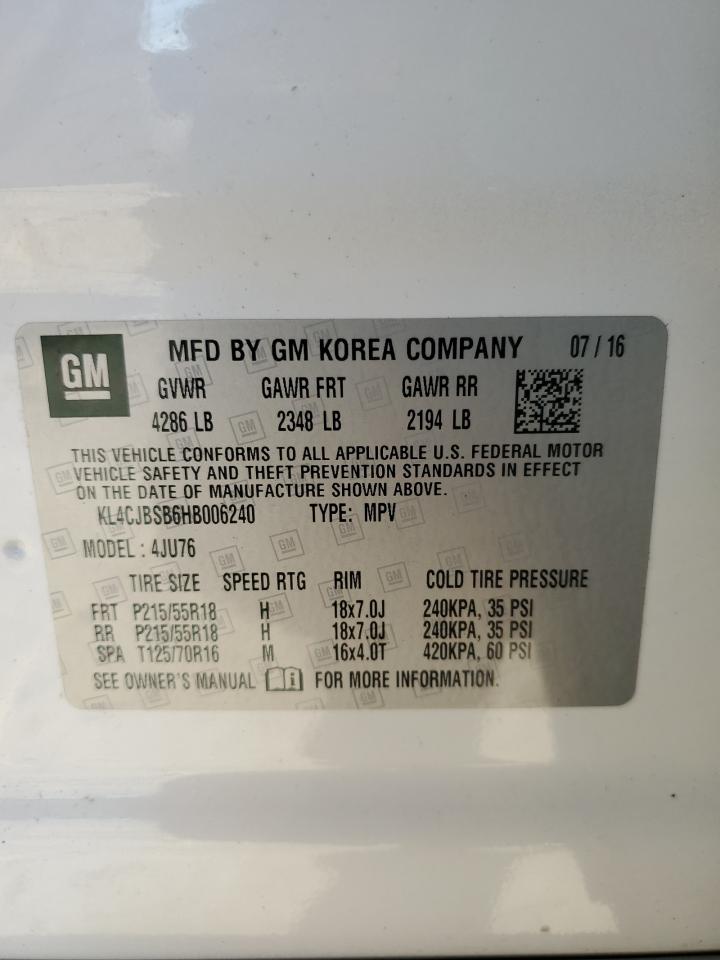 GM MFD BY GM KOREA COMPANY 07 / 16
GVWR GAWR FRT GAWR RR
4286 LB 2348 LB 2194 LB
THIS VEHICLE CONFORMS TO ALL APPLICABLE U.S. FEDERAL MOTOR
VEHICLE SAFETY AND THEFT PREVENTION STANDARDS IN EFFECT
ON THE DATE OF MANUFACTURE SHOWN ABOVE.
KL4CJBSB6HB006240 TYPE: MPV
MODEL : 4JU76
TIRE SIZE SPEED RTG RIM COLD TIRE PRESSURE
FRT P215/55R18 H 18x7.0J 240KPA, 35 PSI
RR P215/55R18 H 18x7.0J 240KPA, 35 PSI
SPA T125/70R16 M 16x4.0T 420KPA, 60 PSI
SEE OWNER'S MANUAL FOR MORE INFORMATION.